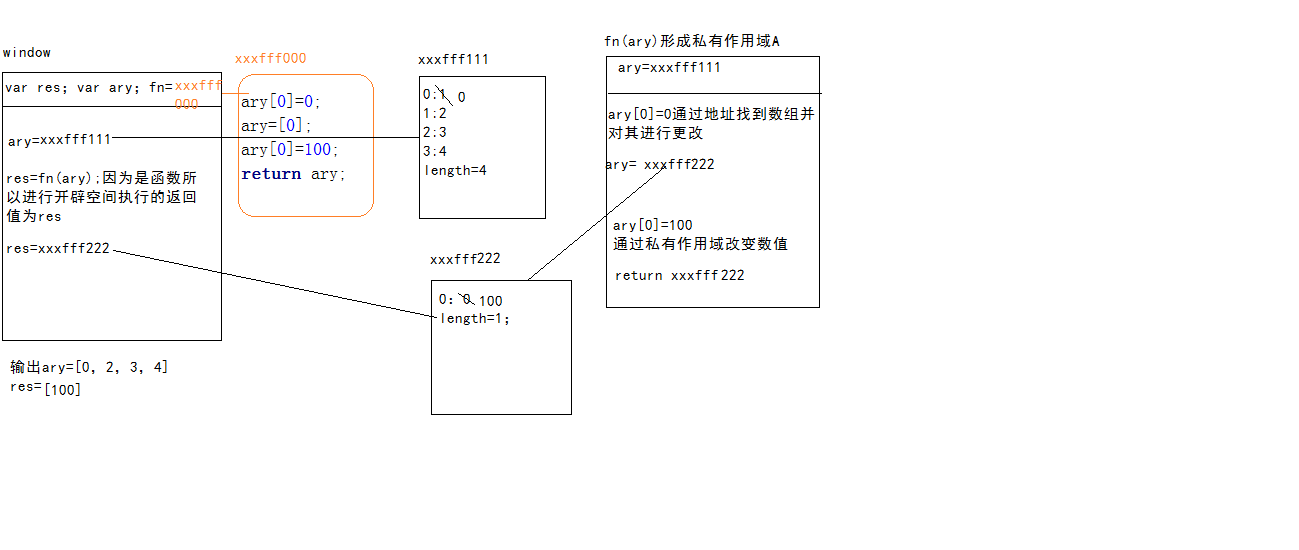 window
var res; var ary; fn=xxxfff
000
ary=xxxfff111
res=fn(ary);因为是函数所
以进行开辟空间执行的返回
值为res
res=xxxfff222
输出ary=[0, 2, 3, 4]
res=[100]
xxxfff000
ary[0]=0;
ary=[0];
ary[0]=100;
return ary;
xxxfff111
0:1 0
1:2
2:3
3:4
length=4
xxxfff222
0: 0 100
length=1;
fn(ary)形成私有作用域A
ary=xxxfff111
ary[0]=0通过地址找到数组并
对其进行更改
ary= xxxfff222
ary[0]=100
通过私有作用域改变数值
return xxxfff222